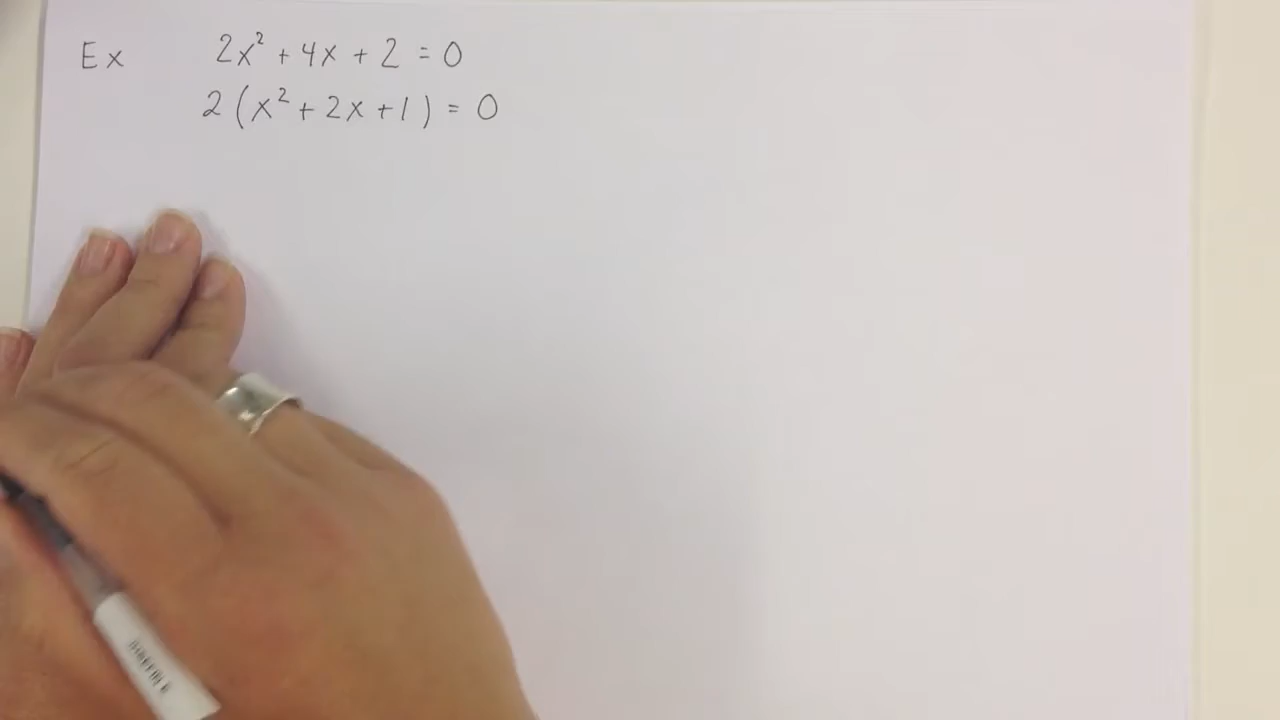 Ex 2x² + 4x + 2 = 0
2(x² + 2x + 1) = 0